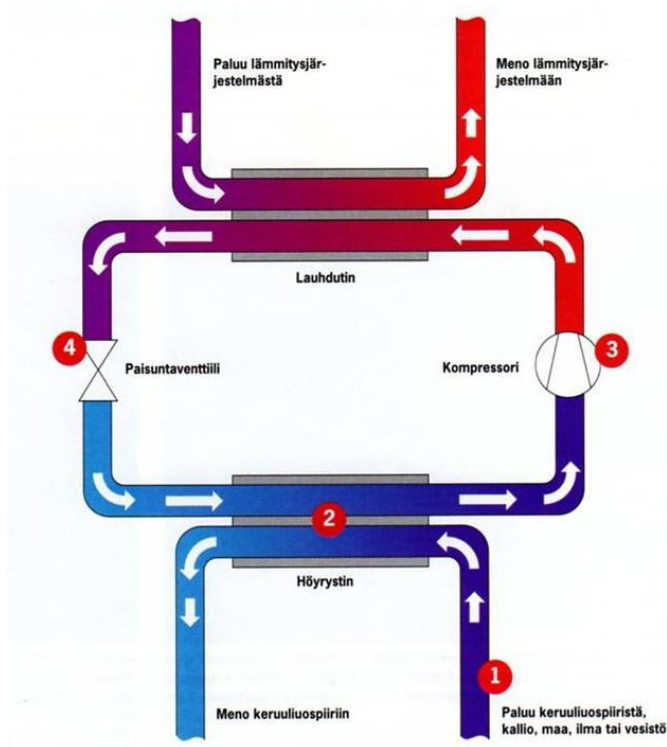 Paluu lämmitysjär-
jestelmästä
Meno lämmitysjär-
jestelmään
Lauhdutin
4
Paisuntaventtiili
Kompressori
3
2
Höyrystin
1
Meno keruuliuospiiriin
Paluu keruuliuospiiristä,
kallio, maa, ilma tai vesistö